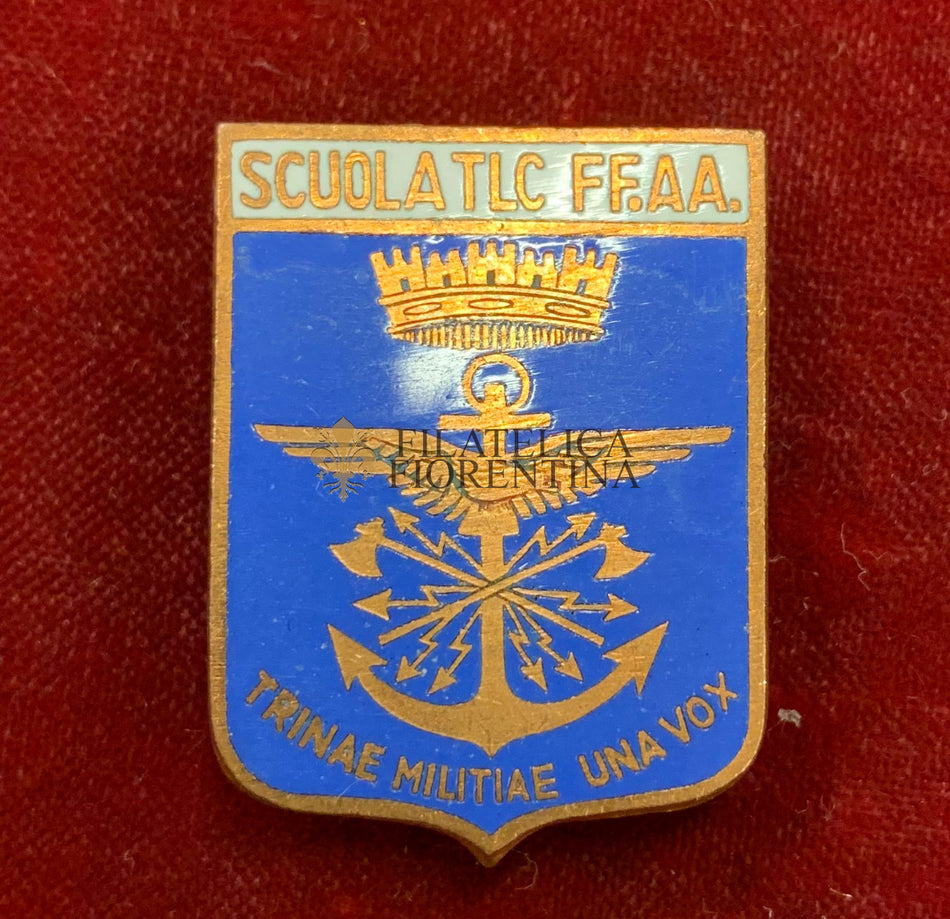 SCUOLA TLC FF.AA.
FILATELICA
FIORENTINA
TRINAE MILITIAE UNA VOX